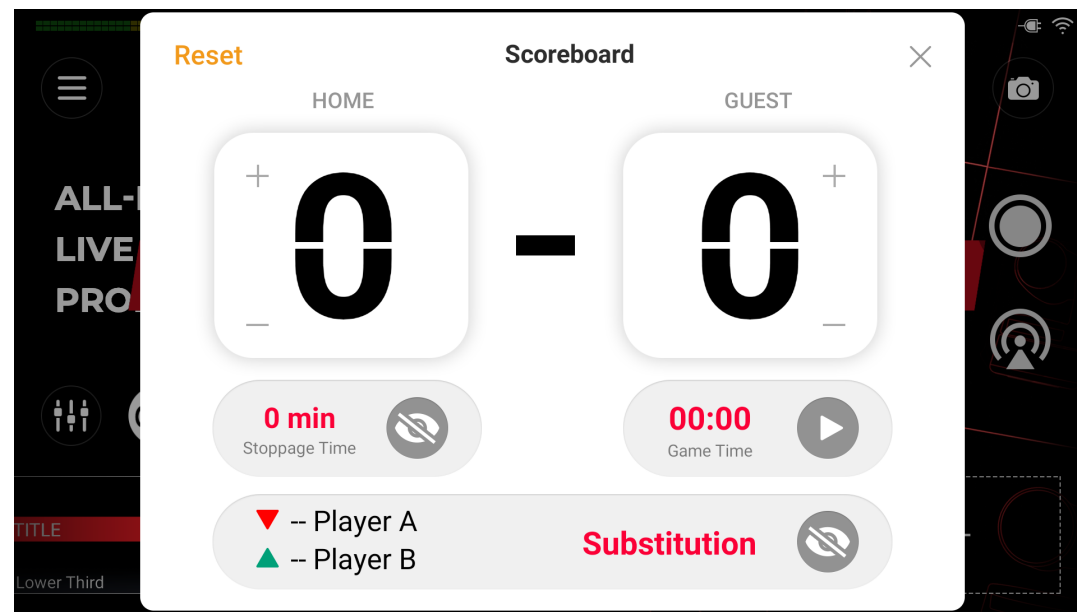 Reset
Scoreboard
HOME
GUEST
+
+
0 - 0
−
−
0 min
Stoppage Time
00:00
Game Time
-- Player A
-- Player B
Substitution
LIVE
TITLE
Lower Third